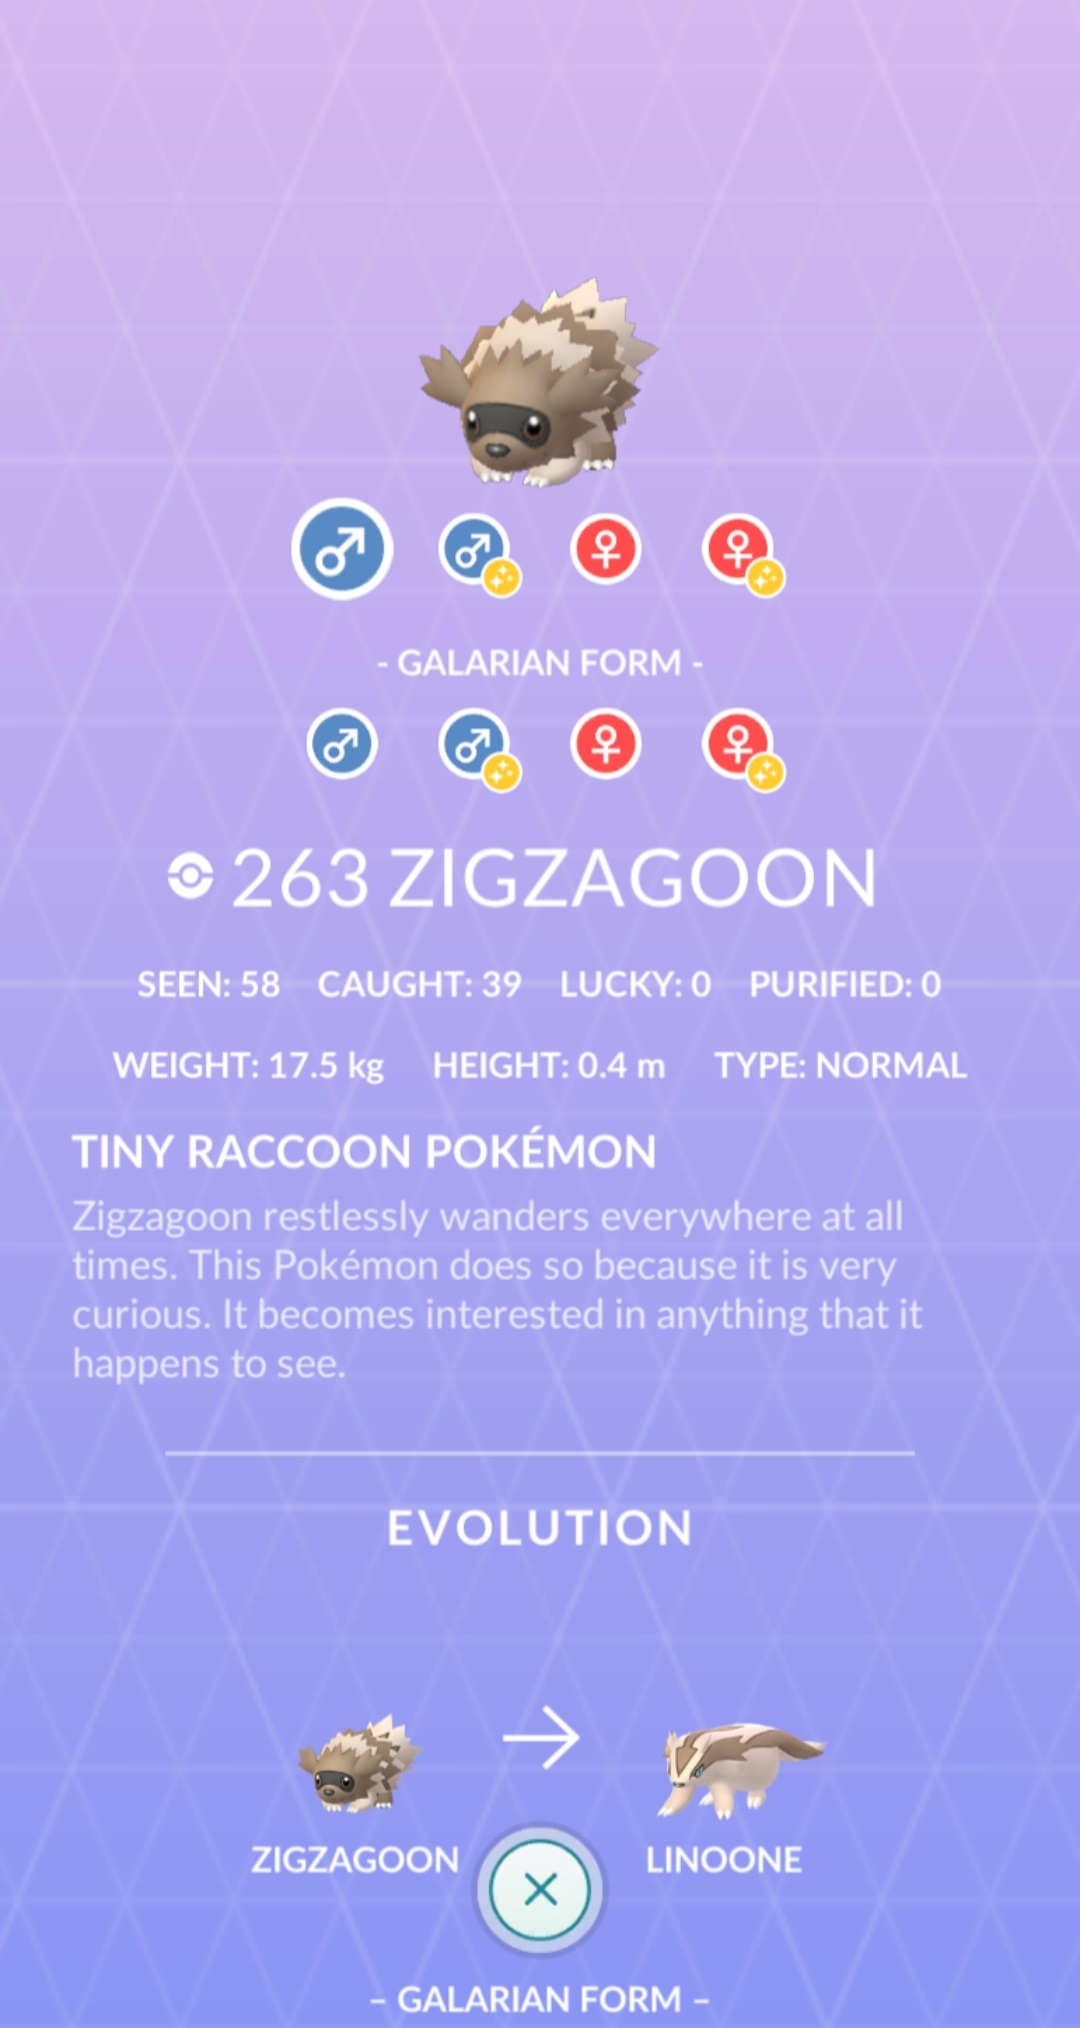 - GALARIAN FORM -
263 ZIGZAGOON
SEEN: 58 CAUGHT: 39 LUCKY: 0 PURIFIED: 0
WEIGHT: 17.5 kg HEIGHT: 0.4 m TYPE: NORMAL
TINY RACCOON POKÉMON
Zigzagoon restlessly wanders everywhere at all
times. This Pokémon does so because it is very
curious. It becomes interested in anything that it
happens to see.
EVOLUTION
ZIGZAGOON LINOONE
– GALARIAN FORM –